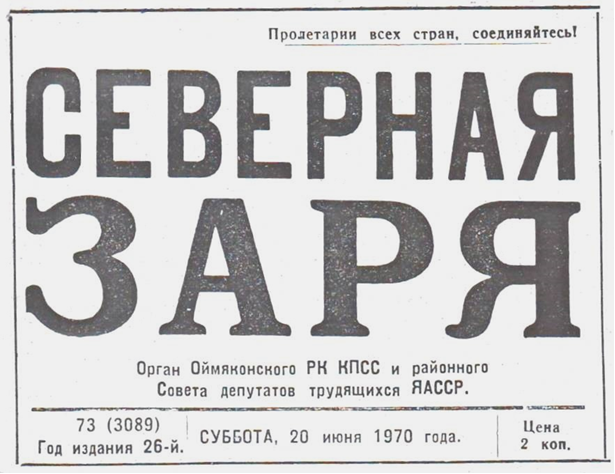 Пролетарии всех стран, соединяйтесь!
СЕВЕРНАЯ
ЗАРЯ
Орган Оймяконского РК КПСС и районного
Совета депутатов трудящихся ЯАССР.
73 (3089)
Год издания 26-й.
СУББОТА, 20 июня 1970 года.
Цена
2 коп.